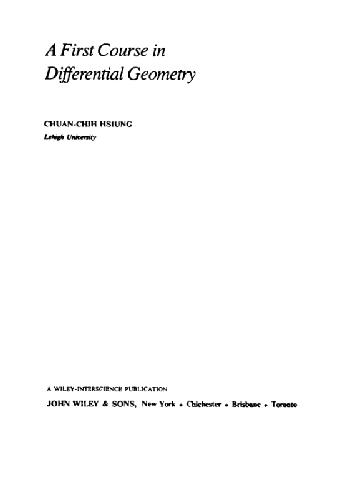 A First Course in
Differential Geometry
CHUAN-CHIH HSIUNG
Lehigh University
A WILEY-INTERSCIENCE PUBLICATION
JOHN WILEY & SONS, New York • Chichester • Brisbane • Toronto